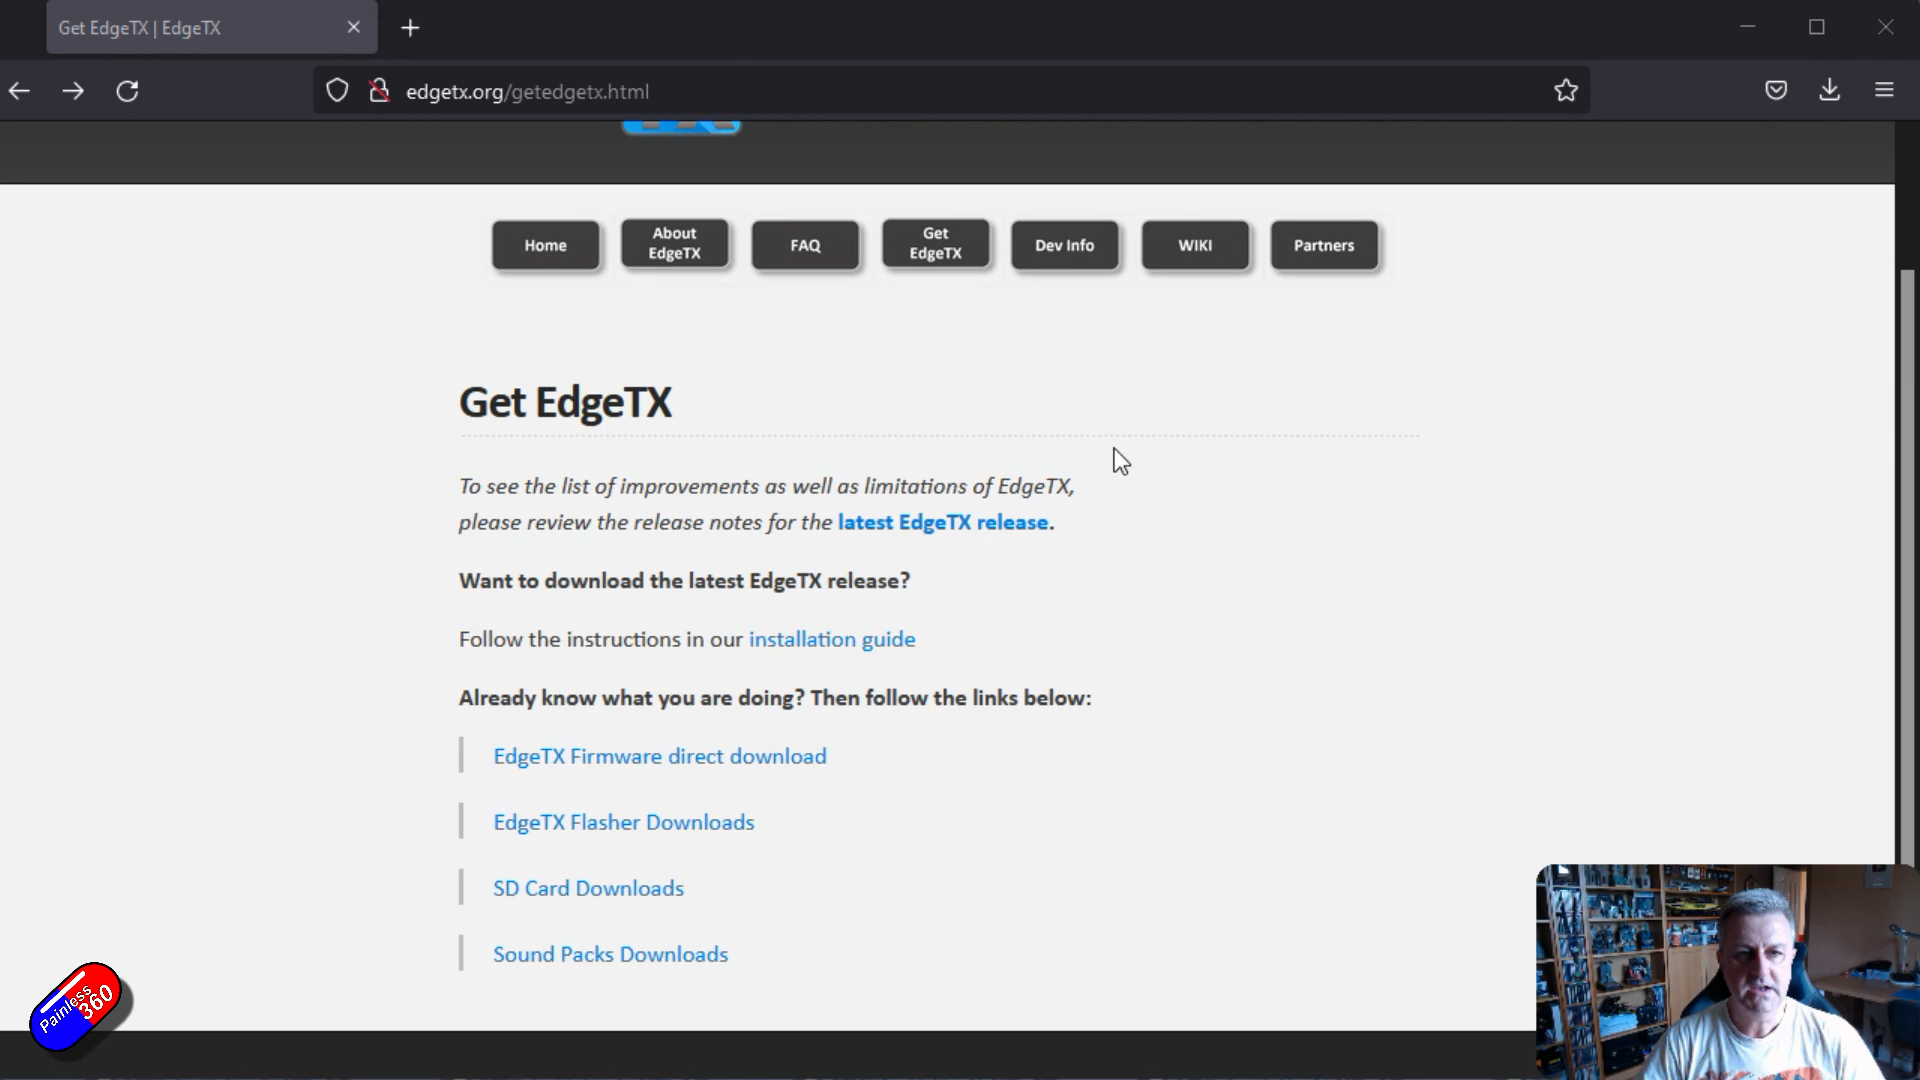 Get EdgeTX | EdgeTX
edgetx.org/getedgetx.html
Home
About
EdgeTX
FAQ
Get
EdgeTX
Dev Info
WIKI
Partners
Get EdgeTX
To see the list of improvements as well as limitations of EdgeTX,
please review the release notes for the latest EdgeTX release.
Want to download the latest EdgeTX release?
Follow the instructions in our installation guide
Already know what you are doing? Then follow the links below:
EdgeTX Firmware direct download
EdgeTX Flasher Downloads
SD Card Downloads
Sound Packs Downloads
Painless
360